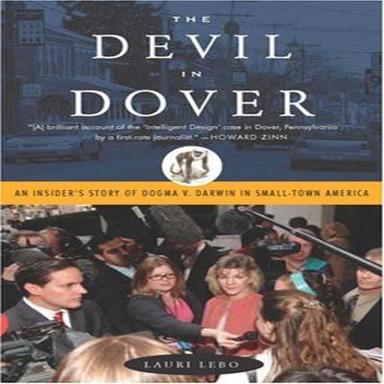 THE
DEVIL
IN
DOVER
"[A] brilliant account of the 'Intelligent Design' case in Dover, Pennsylvania . . .
by a first-rate journalist." —HOWARD ZINN
AN INSIDER'S STORY OF DOGMA V. DARWIN IN SMALL-TOWN AMERICA
LAURI LEBO